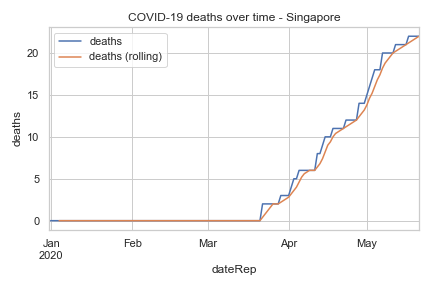 COVID-19 deaths over time - Singapore
deaths
deaths (rolling)
20
15
10
5
0
deaths
Jan Feb Mar Apr May
2020
dateRep